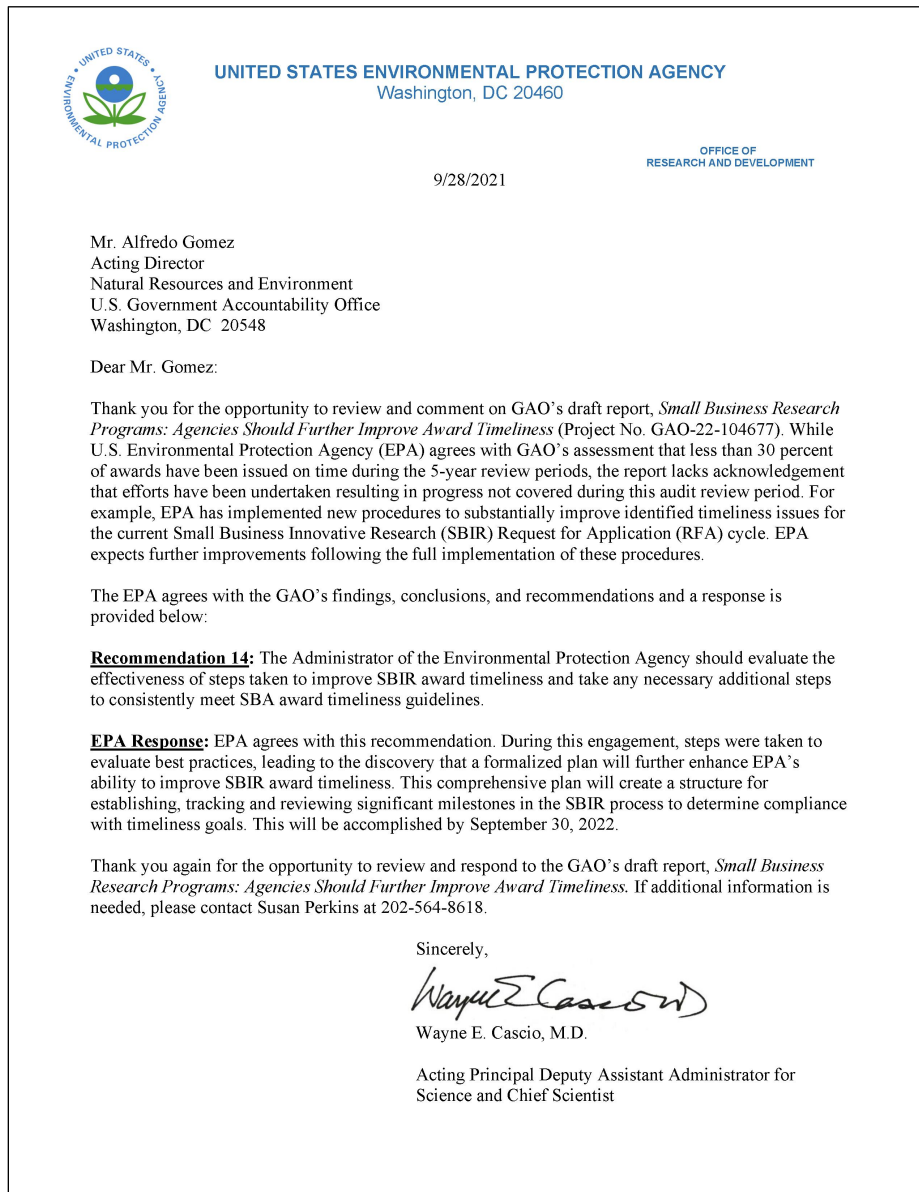 UNITED STATES ENVIRONMENTAL PROTECTION AGENCY
UNITED STATES ENVIRONMENTAL PROTECTION AGENCY
Washington, DC 20460
OFFICE OF
RESEARCH AND DEVELOPMENT
9/28/2021
Mr. Alfredo Gomez
Acting Director
Natural Resources and Environment
U.S. Government Accountability Office
Washington, DC  20548
Dear Mr. Gomez:
Thank you for the opportunity to review and comment on GAO’s draft report, Small Business Research
Programs: Agencies Should Further Improve Award Timeliness (Project No. GAO-22-104677). While
U.S. Environmental Protection Agency (EPA) agrees with GAO’s assessment that less than 30 percent
of awards have been issued on time during the 5-year review periods, the report lacks acknowledgement
that efforts have been undertaken resulting in progress not covered during this audit review period. For
example, EPA has implemented new procedures to substantially improve identified timeliness issues for
the current Small Business Innovative Research (SBIR) Request for Application (RFA) cycle. EPA
expects further improvements following the full implementation of these procedures.
The EPA agrees with the GAO’s findings, conclusions, and recommendations and a response is
provided below:
Recommendation 14: The Administrator of the Environmental Protection Agency should evaluate the
effectiveness of steps taken to improve SBIR award timeliness and take any necessary additional steps
to consistently meet SBA award timeliness guidelines.
EPA Response: EPA agrees with this recommendation. During this engagement, steps were taken to
evaluate best practices, leading to the discovery that a formalized plan will further enhance EPA’s
ability to improve SBIR award timeliness. This comprehensive plan will create a structure for
establishing, tracking and reviewing significant milestones in the SBIR process to determine compliance
with timeliness goals. This will be accomplished by September 30, 2022.
Thank you again for the opportunity to review and respond to the GAO’s draft report, Small Business
Research Programs: Agencies Should Further Improve Award Timeliness. If additional information is
needed, please contact Susan Perkins at 202-564-8618.
Sincerely,
Wayne E Cascio MD
Wayne E. Cascio, M.D.
Acting Principal Deputy Assistant Administrator for
Science and Chief Scientist